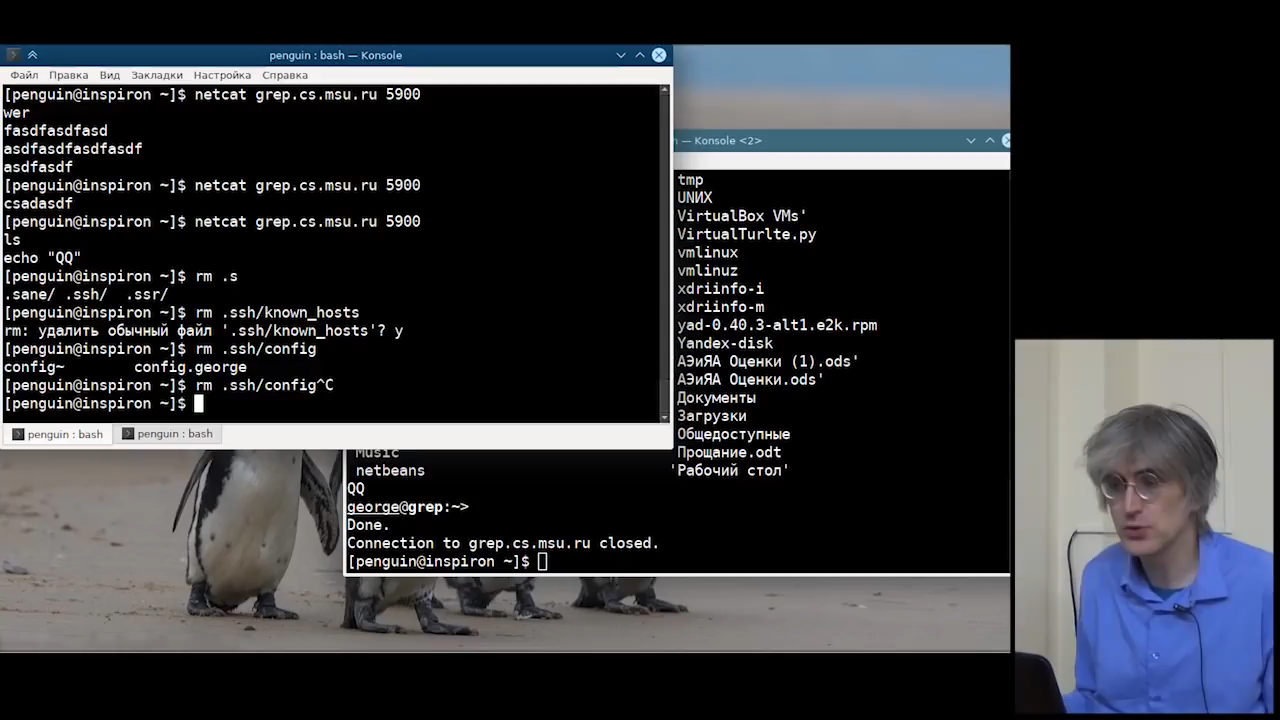 penguin : bash — Konsole
Файл Правка Вид Закладки Настройка Справка
[penguin@inspiron ~]$ netcat grep.cs.msu.ru 5900
wer
fasdfasdfasd
asdfasdfasdfasdf
asdfasdf
[penguin@inspiron ~]$ netcat grep.cs.msu.ru 5900
csadasdf
[penguin@inspiron ~]$ netcat grep.cs.msu.ru 5900
ls
echo "QQ"
[penguin@inspiron ~]$ rm .s
.sane/ .ssh/ .ssr/
[penguin@inspiron ~]$ rm .ssh/known_hosts
rm: удалить обычный файл '.ssh/known_hosts'? y
[penguin@inspiron ~]$ rm .ssh/config
config~ config.george
[penguin@inspiron ~]$ rm .ssh/config^C
[penguin@inspiron ~]$
penguin : bash penguin : bash
— Konsole <2>
tmp
UNИX
VirtualBox VMs'
VirtualTurlte.py
vmlinux
vmlinuz
xdriinfo-i
xdriinfo-m
yad-0.40.3-alt1.e2k.rpm
Yandex-disk
АЭиЯА Оценки (1).ods'
АЭиЯА Оценки.ods'
Документы
Загрузки
Общедоступные
Music Прощание.odt
netbeans 'Рабочий стол'
QQ
george@grep:~>
Done.
Connection to grep.cs.msu.ru closed.
[penguin@inspiron ~]$